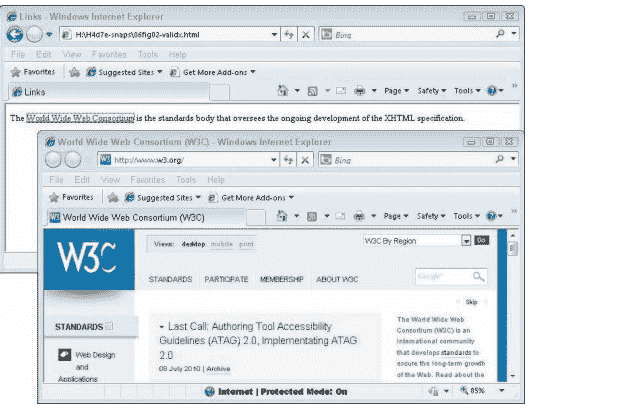 Links - Windows Internet Explorer
H:\H4d7e-snaps\06fig02-valids.html
Bing
File Edit View Favorites Tools Help
Favorites Suggested Sites Get More Add-ons
Links
Page Safety Tools
The World Wide Web Consortium is the standards body that oversees the ongoing development of the XHTML specification.
World Wide Web Consortium (W3C) - Windows Internet Explorer
http://www.w3.org/
Bing
File Edit View Favorites Tools Help
Favorites Suggested Sites Get More Add-ons
World Wide Web Consortium (W3C)
Page Safety Tools
W3C
Views: desktop mobile print
W3C By Region
Go
STANDARDS PARTICIPATE MEMBERSHIP ABOUT W3C
Google
Skip
STANDARDS
Web Design
and
Applications
Last Call: Authoring Tool Accessibility
Guidelines (ATAG) 2.0, Implementating ATAG
2.0
08 July 2010 | Archive
The World Wide Web
Consortium (W3C) is an
international community
that develops standards to
ensure the long-term growth
of the Web. Read about the
Internet | Protected Mode: On
85%